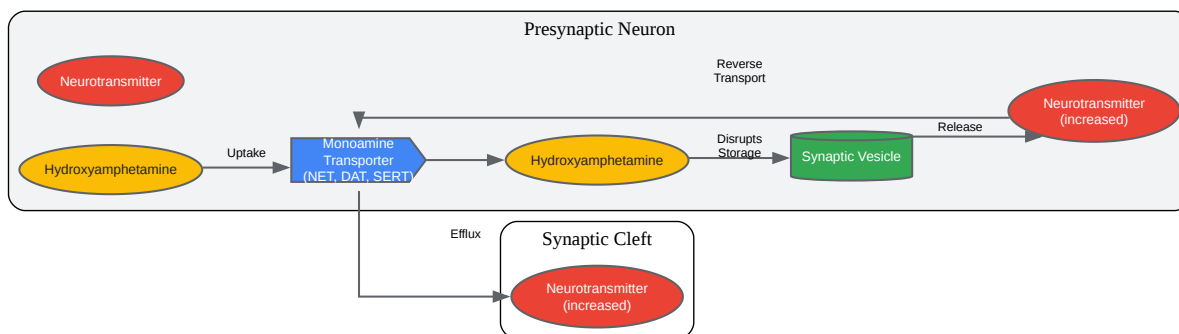 Presynaptic Neuron
Neurotransmitter
Reverse
Transport
Neurotransmitter
(increased)
Hydroxyamphetamine
Uptake
Monoamine
Transporter
(NET, DAT, SERT)
Hydroxyamphetamine
Disrupts
Storage
Synaptic Vesicle
Release
Efflux
Synaptic Cleft
Neurotransmitter
(increased)